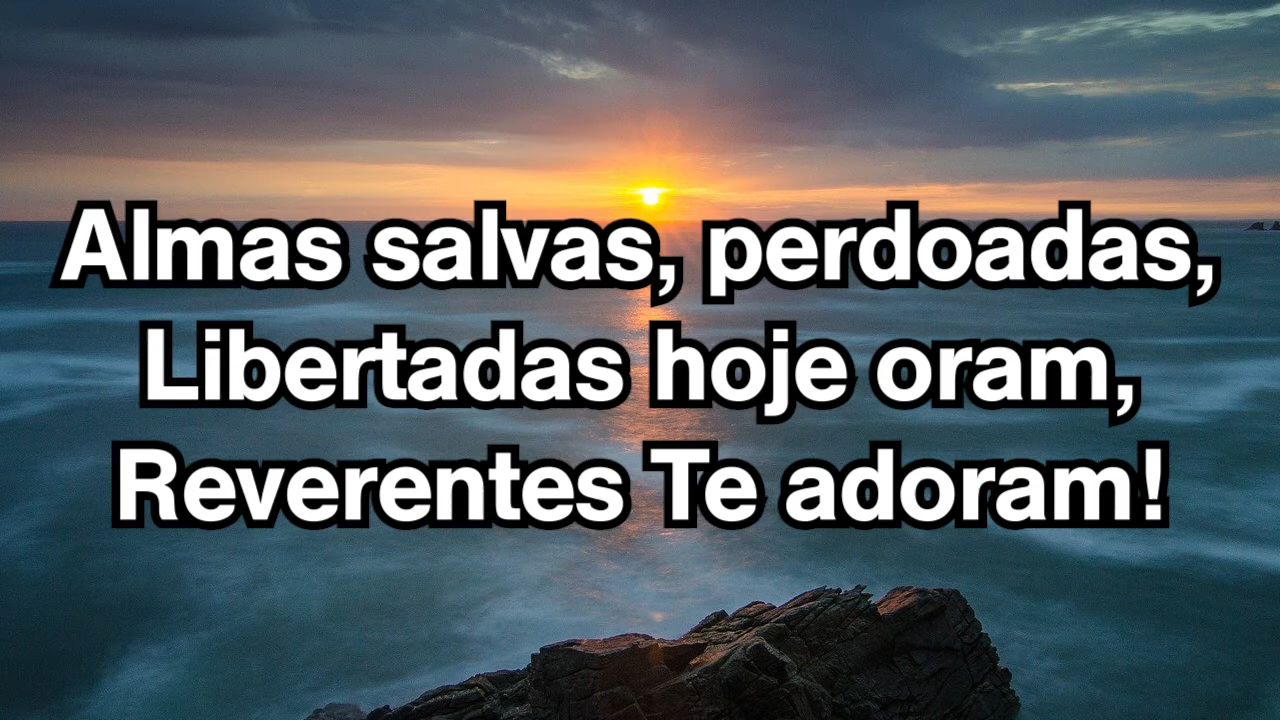 Almas salvas, perdoadas,
Libertadas hoje oram,
Reverentes Te adoram!